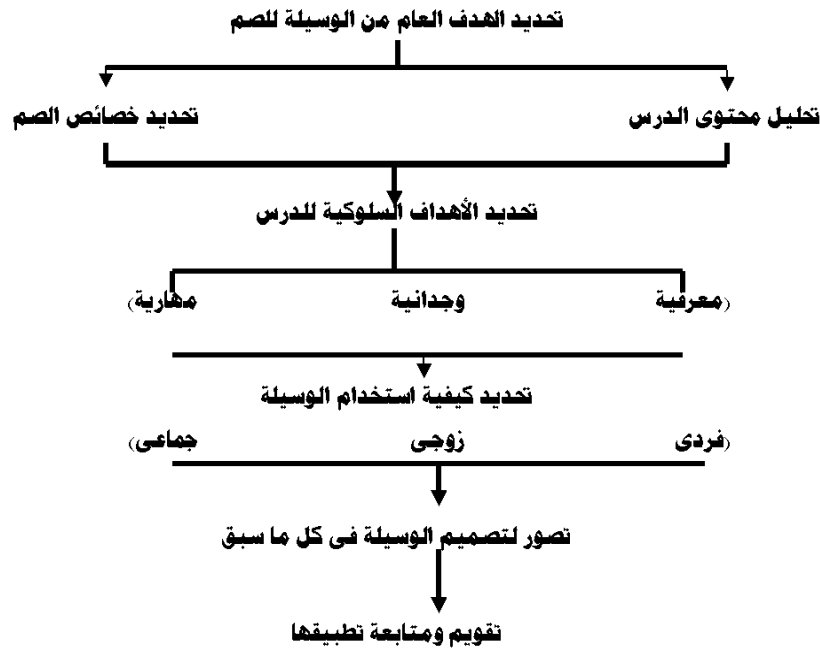 تحديد الهدف العام من الوسيلة للصم
تحليل محتوى الدرس
تحديد خصائص الصم
تحديد الأهداف السلوكية للدرس
(معرفية وجدانية مهارية)
تحديد كيفية استخدام الوسيلة
(فردى زوجى جماعى)
تصور لتصميم الوسيلة فى كل ما سبق
تقويم ومتابعة تطبيقها